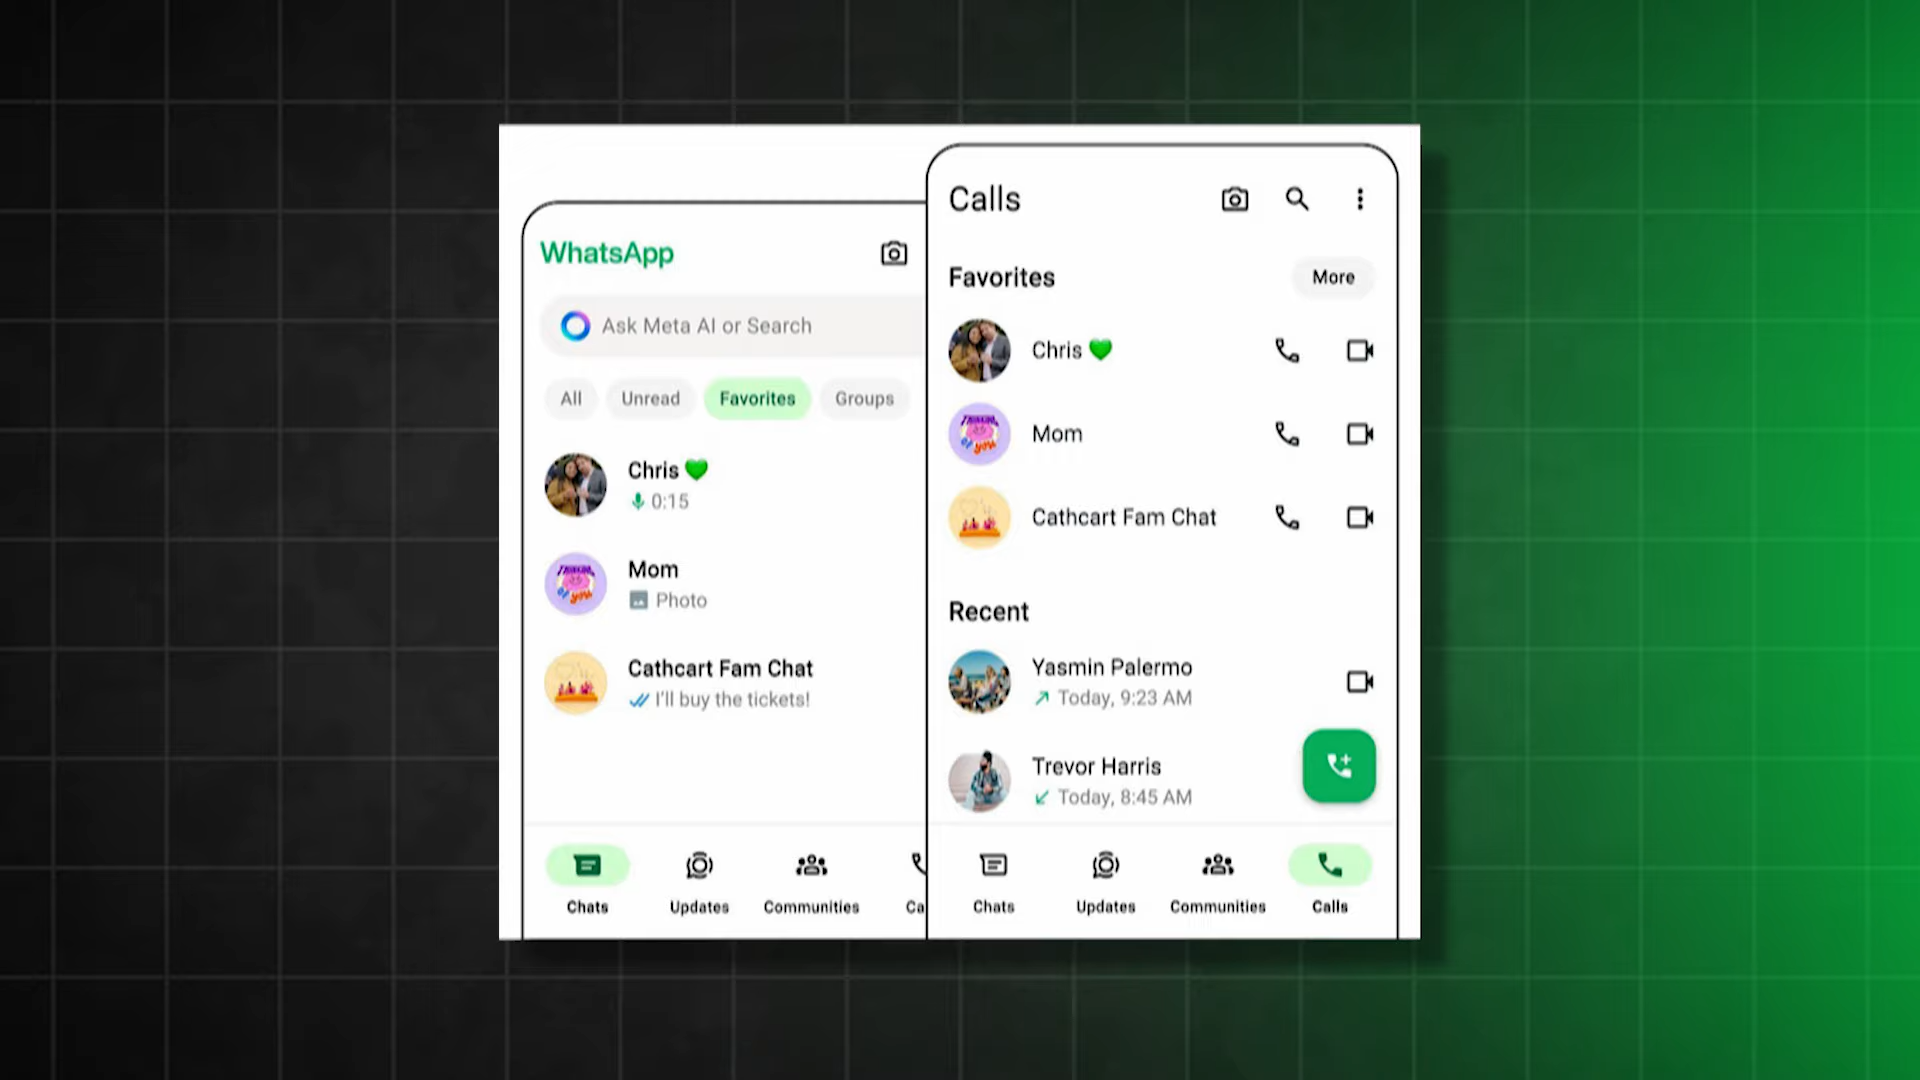 WhatsApp
Ask Meta AI or Search
All Unread Favorites Groups
Chris 💚
0:15
Mom
Photo
Cathcart Fam Chat
I'll buy the tickets!
Chats Updates Communities Ca
Calls
Favorites More
Chris 💚
Mom
Cathcart Fam Chat
Recent
Yasmin Palermo
Today, 9:23 AM
Trevor Harris
Today, 8:45 AM
Chats Updates Communities Calls